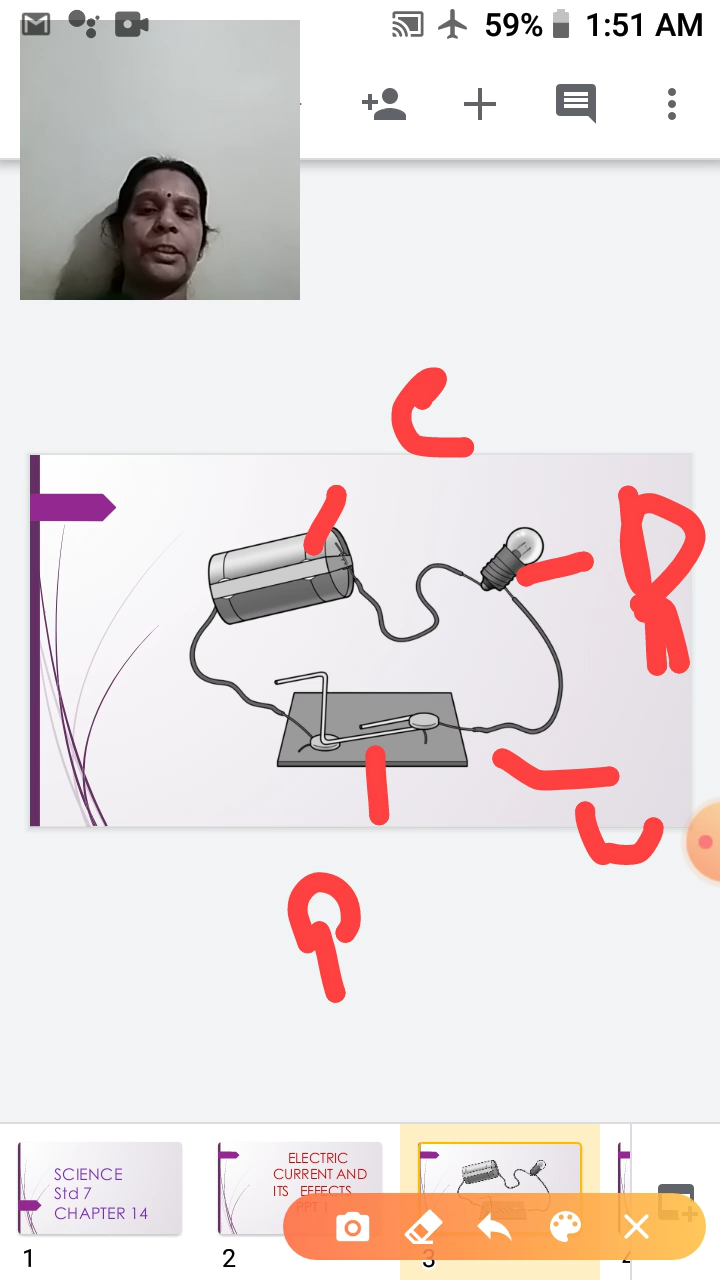 59% 1:51 AM
C
R
P
SCIENCE
Std 7
CHAPTER 14
ELECTRIC
CURRENT AND
ITS EFFECTS
1
2
3